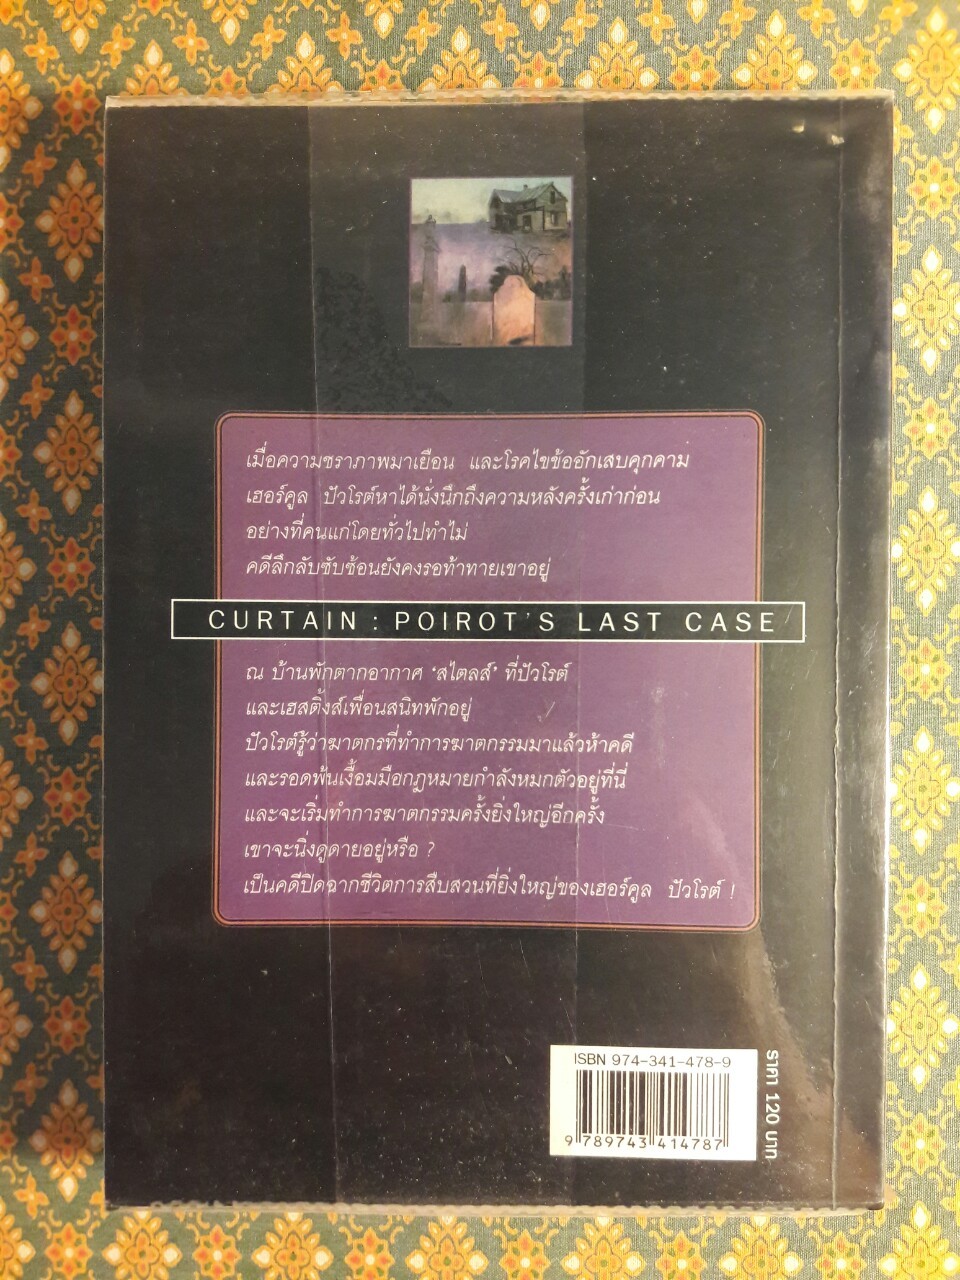 เมื่อความชราภาพมาเยือน และโรคไขข้ออักเสบคุกคาม
เฮอร์คูล ปัวโรต์หาได้นั่งนึกถึงความหลังครั้งเก่าก่อน
อย่างที่คนแก่โดยทั่วไปทำไม่
คดีลึกลับซับซ้อนยังคงรอท้าทายเขาอยู่
CURTAIN : POIROT'S LAST CASE
ณ บ้านพักตากอากาศ ‘สไตลส์’ ที่ปัวโรต์
และเฮสติ้งส์เพื่อนสนิทพักอยู่
ปัวโรต์รู้ว่าฆาตกรที่ทำการฆาตกรรมมาแล้วห้าคดี
และรอดพ้นเงื้อมมือกฎหมายกำลังหมกตัวอยู่ที่นี่
และจะเริ่มทำการฆาตกรรมครั้งยิ่งใหญ่อีกครั้ง
เขาจะนิ่งดูดายอยู่หรือ ?
เป็นคดีปิดฉากชีวิตการสืบสวนที่ยิ่งใหญ่ของเฮอร์คูล ปัวโรต์ !
ISBN 974-341-478-9
9 789743 414787
ราคา 120 บาท